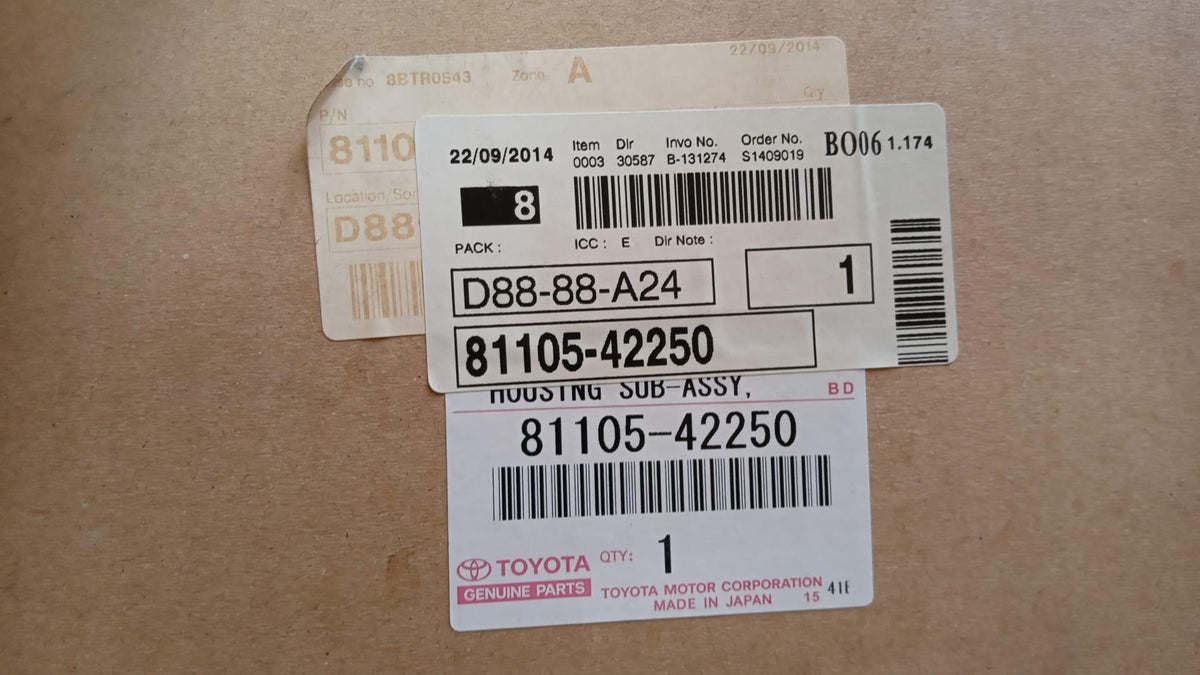 22/09/2014
se no 8BTR0543 Zone A
Qty
P/N
8110
Location/Sor
D88
22/09/2014
Item Dlr Invo No. Order No.
0003 30587 B-131274 S1409019
BO06 1.174
8
PACK : ICC : E Dlr Note :
D88-88-A24
1
81105-42250
HOUSING SUB-ASSY,
BD
81105-42250
TOYOTA
GENUINE PARTS
QTY: 1
TOYOTA MOTOR CORPORATION
MADE IN JAPAN 15 41E